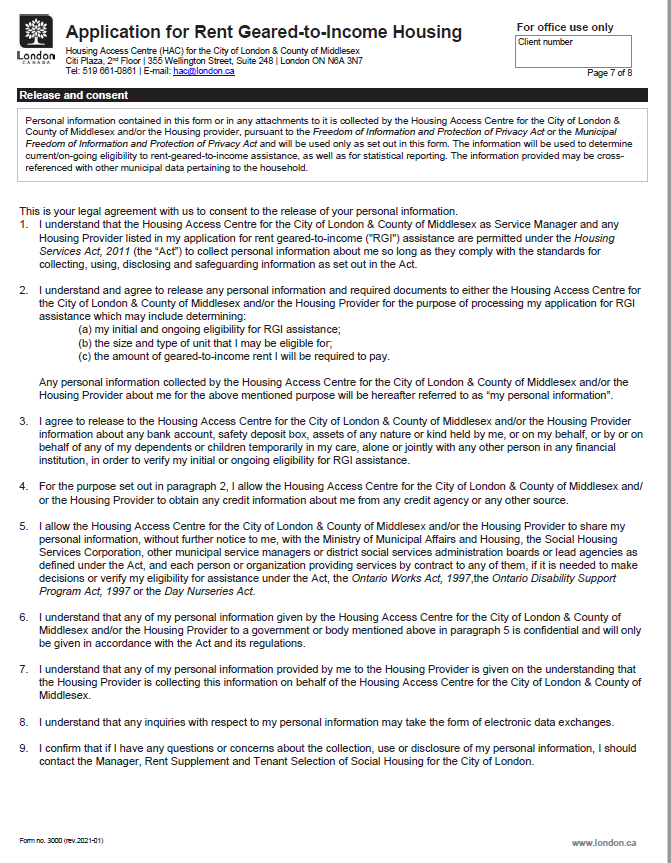 London
CANADA
Application for Rent Geared-to-Income Housing
Housing Access Centre (HAC) for the City of London & County of Middlesex
Citi Plaza, 2nd Floor | 355 Wellington Street, Suite 248 | London ON N6A 3N7
Tel: 519 661-0861 | E-mail: hac@london.ca
For office use only
Client number
Page 7 of 8
Release and consent
Personal information contained in this form or in any attachments to it is collected by the Housing Access Centre for the City of London &
County of Middlesex and/or the Housing provider, pursuant to the Freedom of Information and Protection of Privacy Act or the Municipal
Freedom of Information and Protection of Privacy Act and will be used only as set out in this form. The information will be used to determine
current/on-going eligibility to rent-geared-to-income assistance, as well as for statistical reporting. The information provided may be cross-
referenced with other municipal data pertaining to the household.
This is your legal agreement with us to consent to the release of your personal information.
1. I understand that the Housing Access Centre for the City of London & County of Middlesex as Service Manager and any
Housing Provider listed in my application for rent geared-to-income ("RGI") assistance are permitted under the Housing
Services Act, 2011 (the “Act”) to collect personal information about me so long as they comply with the standards for
collecting, using, disclosing and safeguarding information as set out in the Act.
2. I understand and agree to release any personal information and required documents to either the Housing Access Centre for
the City of London & County of Middlesex and/or the Housing Provider for the purpose of processing my application for RGI
assistance which may include determining:
(a) my initial and ongoing eligibility for RGI assistance;
(b) the size and type of unit that I may be eligible for;
(c) the amount of geared-to-income rent I will be required to pay.
Any personal information collected by the Housing Access Centre for the City of London & County of Middlesex and/or the
Housing Provider about me for the above mentioned purpose will be hereafter referred to as “my personal information”.
3. I agree to release to the Housing Access Centre for the City of London & County of Middlesex and/or the Housing Provider
information about any bank account, safety deposit box, assets of any nature or kind held by me, or on my behalf, or by or on
behalf of any of my dependents or children temporarily in my care, alone or jointly with any other person in any financial
institution, in order to verify my initial or ongoing eligibility for RGI assistance.
4. For the purpose set out in paragraph 2, I allow the Housing Access Centre for the City of London & County of Middlesex and/
or the Housing Provider to obtain any credit information about me from any credit agency or any other source.
5. I allow the Housing Access Centre for the City of London & County of Middlesex and/or the Housing Provider to share my
personal information, without further notice to me, with the Ministry of Municipal Affairs and Housing, the Social Housing
Services Corporation, other municipal service managers or district social services administration boards or lead agencies as
defined under the Act, and each person or organization providing services by contract to any of them, if it is needed to make
decisions or verify my eligibility for assistance under the Act, the Ontario Works Act, 1997,the Ontario Disability Support
Program Act, 1997 or the Day Nurseries Act.
6. I understand that any of my personal information given by the Housing Access Centre for the City of London & County of
Middlesex and/or the Housing Provider to a government or body mentioned above in paragraph 5 is confidential and will only
be given in accordance with the Act and its regulations.
7. I understand that any of my personal information provided by me to the Housing Provider is given on the understanding that
the Housing Provider is collecting this information on behalf of the Housing Access Centre for the City of London & County of
Middlesex.
8. I understand that any inquiries with respect to my personal information may take the form of electronic data exchanges.
9. I confirm that if I have any questions or concerns about the collection, use or disclosure of my personal information, I should
contact the Manager, Rent Supplement and Tenant Selection of Social Housing for the City of London.
Form no. 3000 (rev.2021-01)
www.london.ca